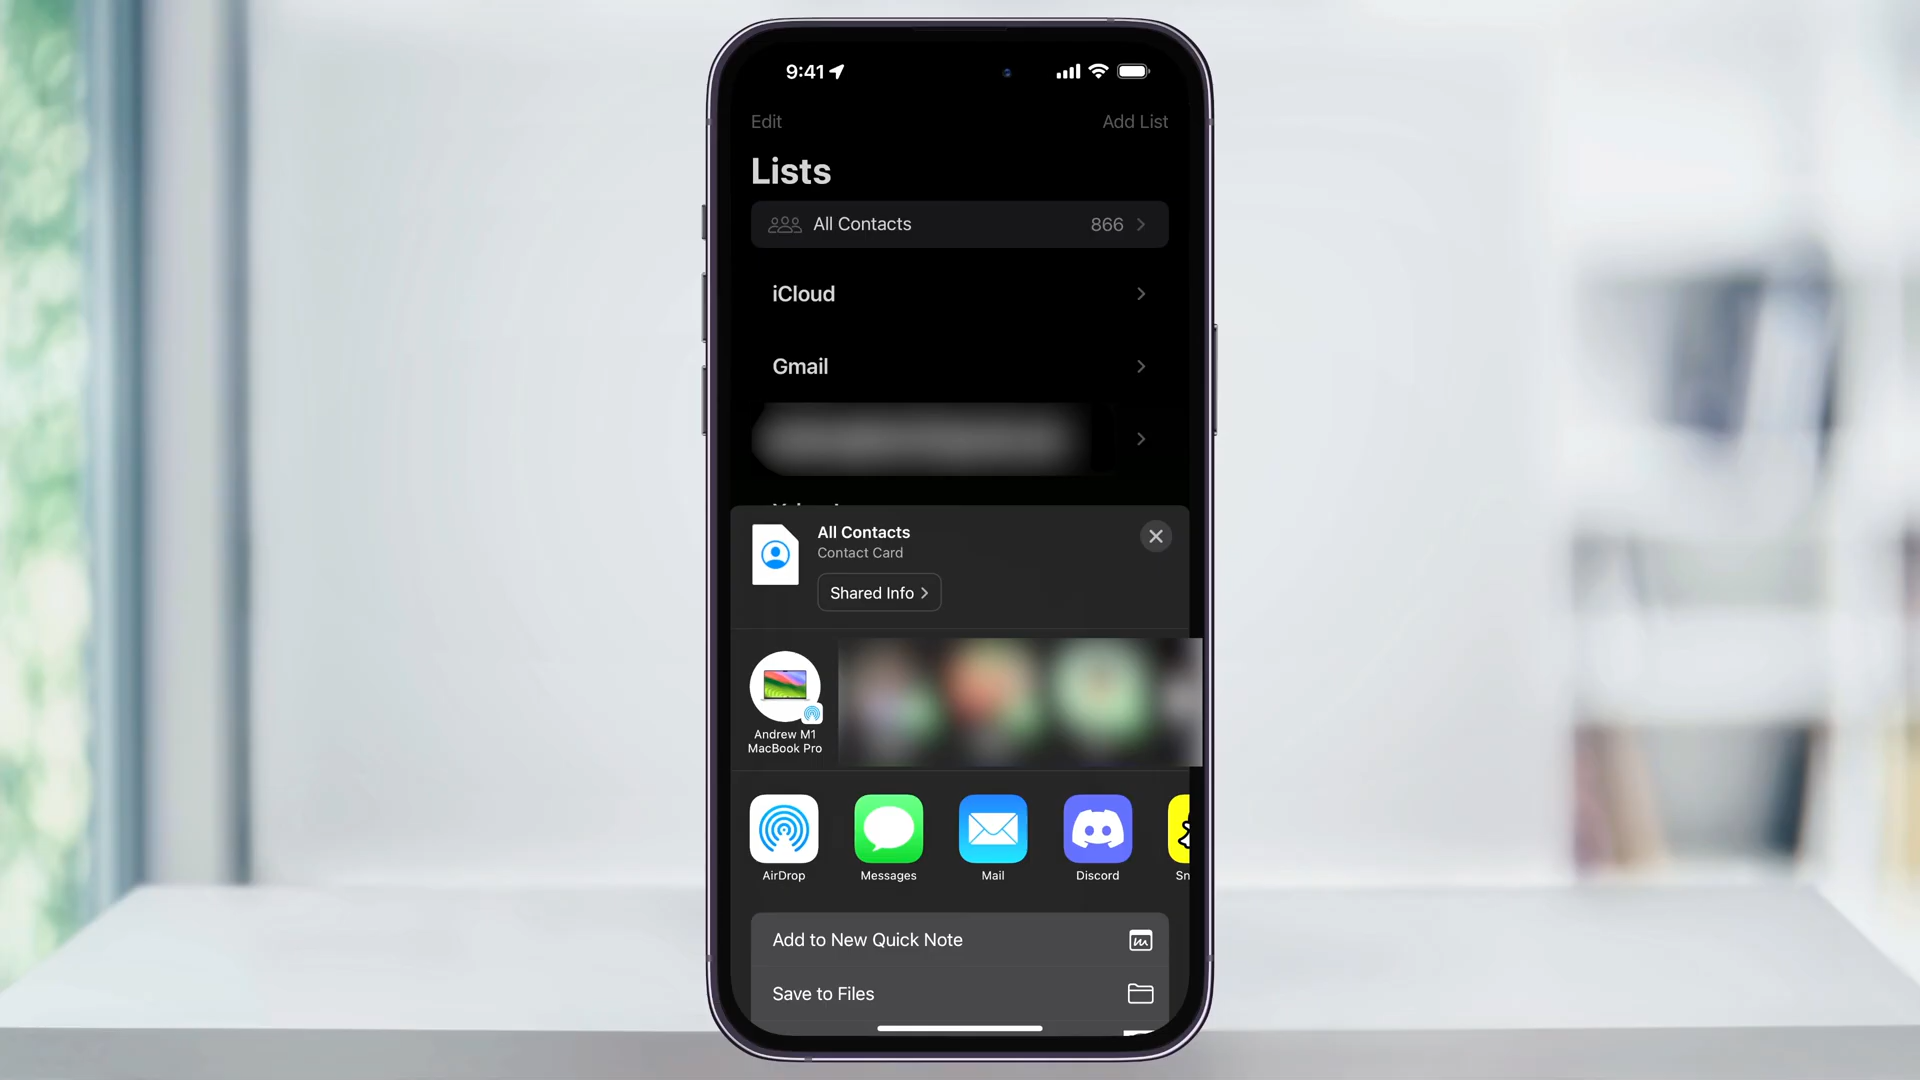 9:41
Edit
Add List
Lists
All Contacts
866
iCloud
Gmail
All Contacts
Contact Card
Shared Info
Andrew M1
MacBook Pro
AirDrop
Messages
Mail
Discord
Sn
Add to New Quick Note
Save to Files